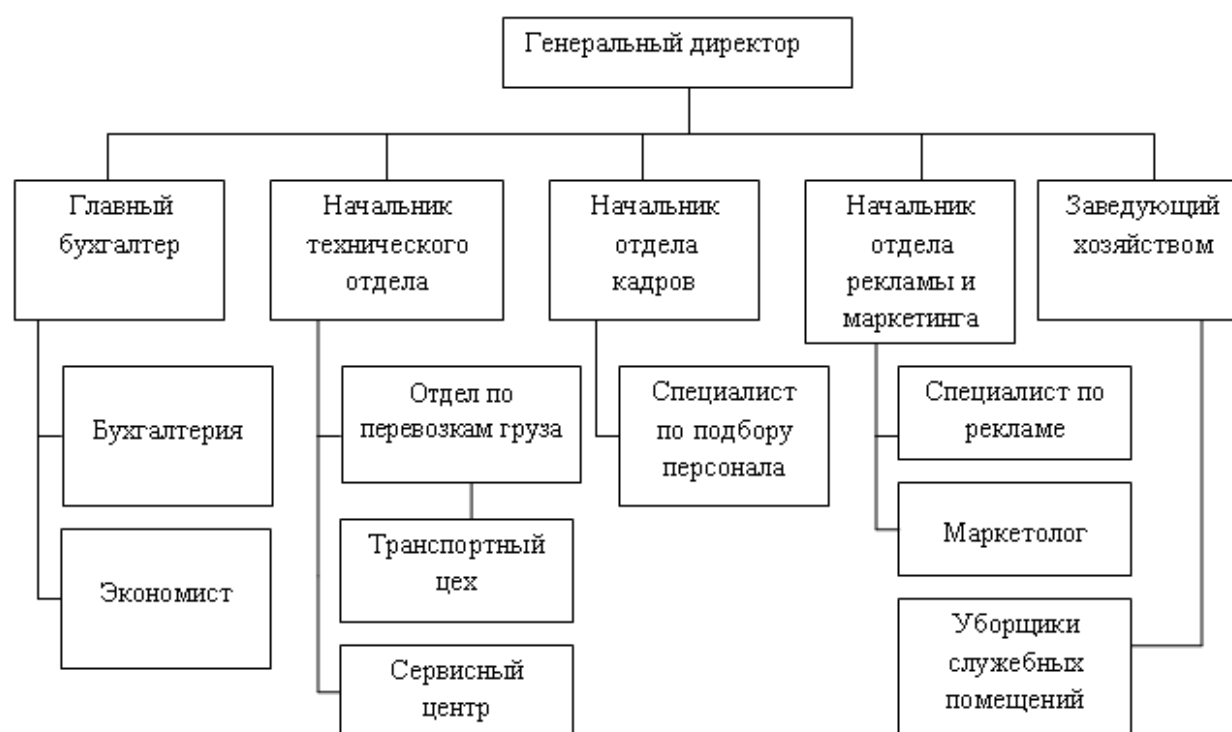 Генеральный директор
Главный
бухгалтер
Начальник
технического
отдела
Начальник
отдела
кадров
Начальник
отдела
рекламы и
маркетинга
Заведующий
хозяйством
Бухгалтерия
Экономист
Отдел по
перевозкам груза
Транспортный
цех
Сервисный
центр
Специалист
по подбору
персонала
Специалист по
рекламе
Маркетолог
Уборщики
служебных
помещений